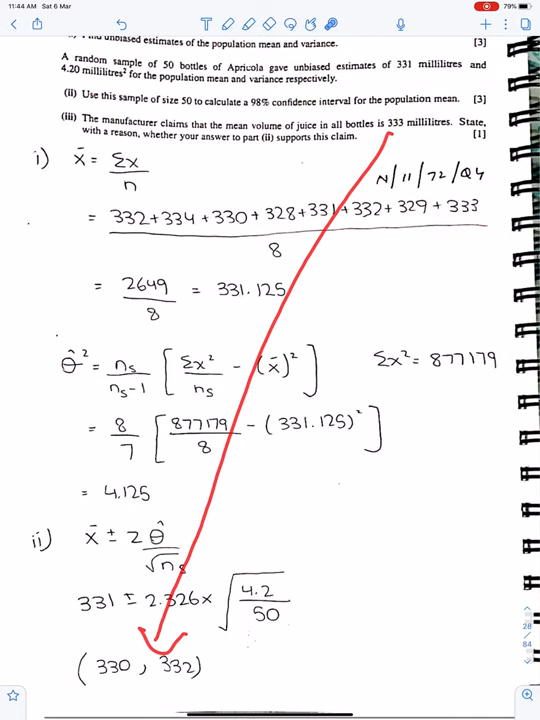 11:44 AM Sat 6 Mar 79%
unbiased estimates of the population mean and variance. [3]
A random sample of 50 bottles of Apricola gave unbiased estimates of 331 millilitres and
4.20 millilitres² for the population mean and variance respectively.
(ii) Use this sample of size 50 to calculate a 98% confidence interval for the population mean. [3]
(iii) The manufacturer claims that the mean volume of juice in all bottles is 333 millilitres. State,
with a reason, whether your answer to part (ii) supports this claim. [1]
N/11/72/Q4
i) x̄ = Σx / n
= 332+334+330+328+331+332+329+333 / 8
= 2649 / 8 = 331.125
θ̂² = nₛ / nₛ-1 [ Σx² / nₛ - (x̄)² ] Σx² = 877179
= 8 / 7 [ 877179 / 8 - (331.125)² ]
= 4.125
ii) x̄ ± 2 θ̂ / √nₛ
331 ± 2.326 × √ 4.2 / 50
(330, 332)
28
/
84